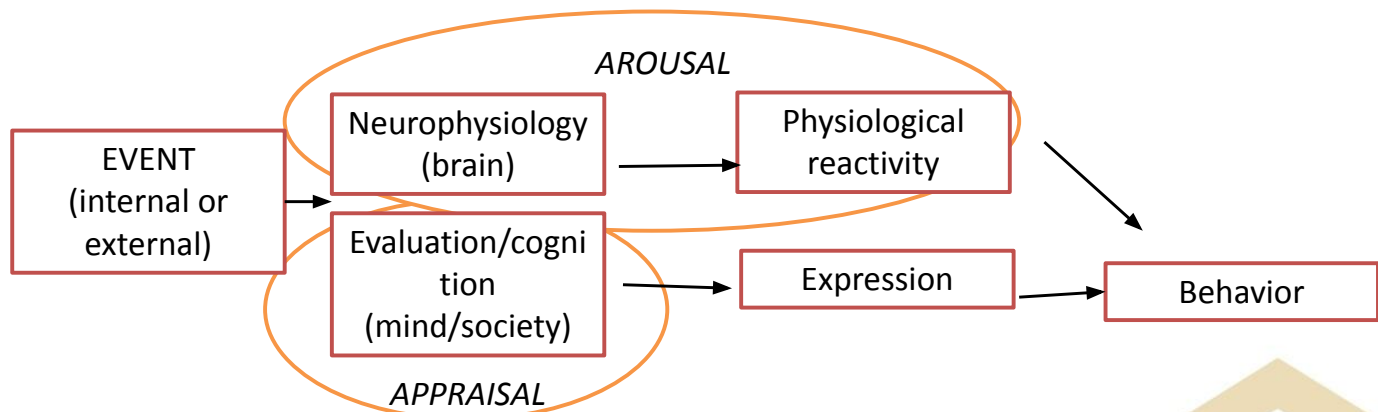 AROUSAL
EVENT
(internal or
external)
Neurophysiology
(brain)
Physiological
reactivity
Evaluation/cogni
tion
(mind/society)
Expression
Behavior
APPRAISAL